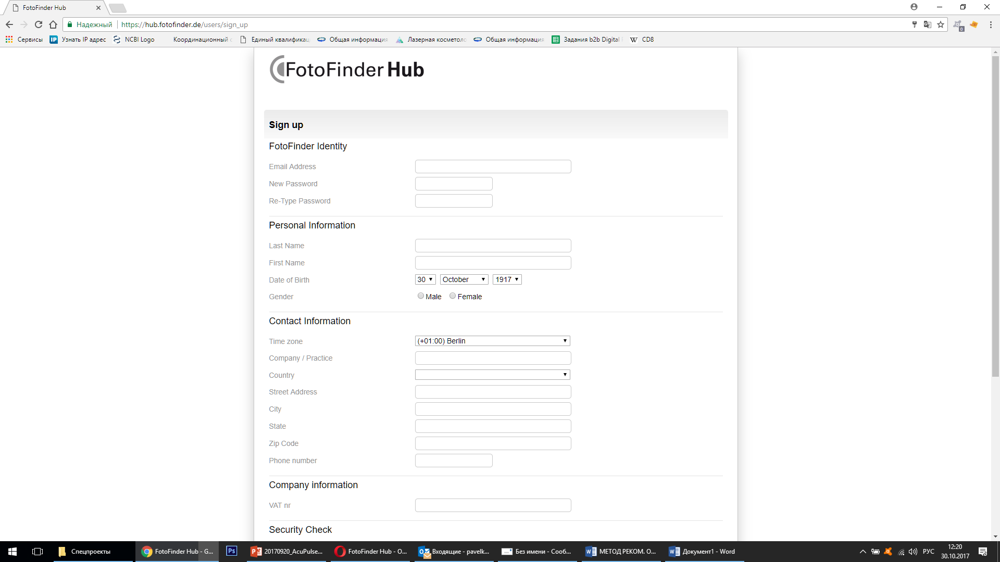 FotoFinder Hub
Надежный https://hub.fotofinder.de/users/sign_up
Сервисы IP Узнать IP адрес NCBI Logo Координационный Единый квалификац Общая информация Лазерная косметоло Общая информация Задания b2b Digital W CD8
FotoFinder Hub
Sign up
FotoFinder Identity
Email Address
New Password
Re-Type Password
Personal Information
Last Name
First Name
Date of Birth 30 October 1917
Gender Male Female
Contact Information
Time zone (+01:00) Berlin
Company / Practice
Country
Street Address
City
State
Zip Code
Phone number
Company information
VAT nr
Security Check
Спецпроекты FotoFinder Hub - G... Ps 20170920_AcuPulse... FotoFinder Hub - O... Входящие - pavelk... Без имени - Сооб... МЕТОД РЕКОМ. О... Документ1 - Word РУС 12:20
30.10.2017